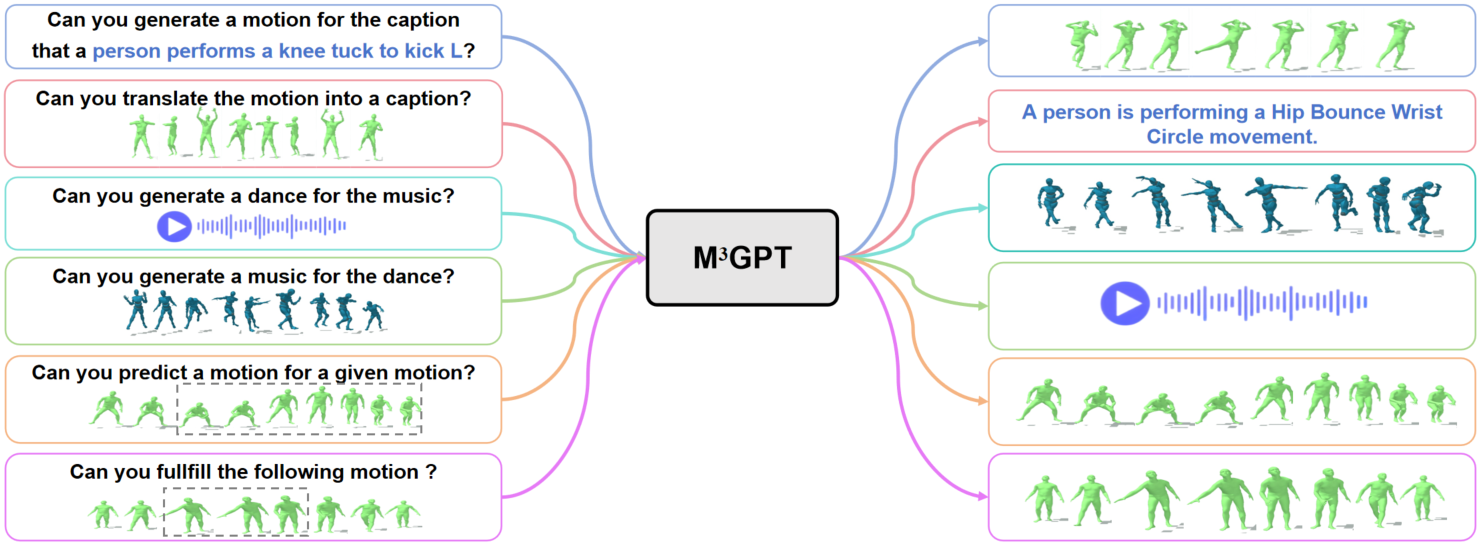 Can you generate a motion for the caption
that a person performs a knee tuck to kick L?
Can you translate the motion into a caption?
Can you generate a dance for the music?
Can you generate a music for the dance?
Can you predict a motion for a given motion?
Can you fullfill the following motion ?
M³GPT
A person is performing a Hip Bounce Wrist
Circle movement.